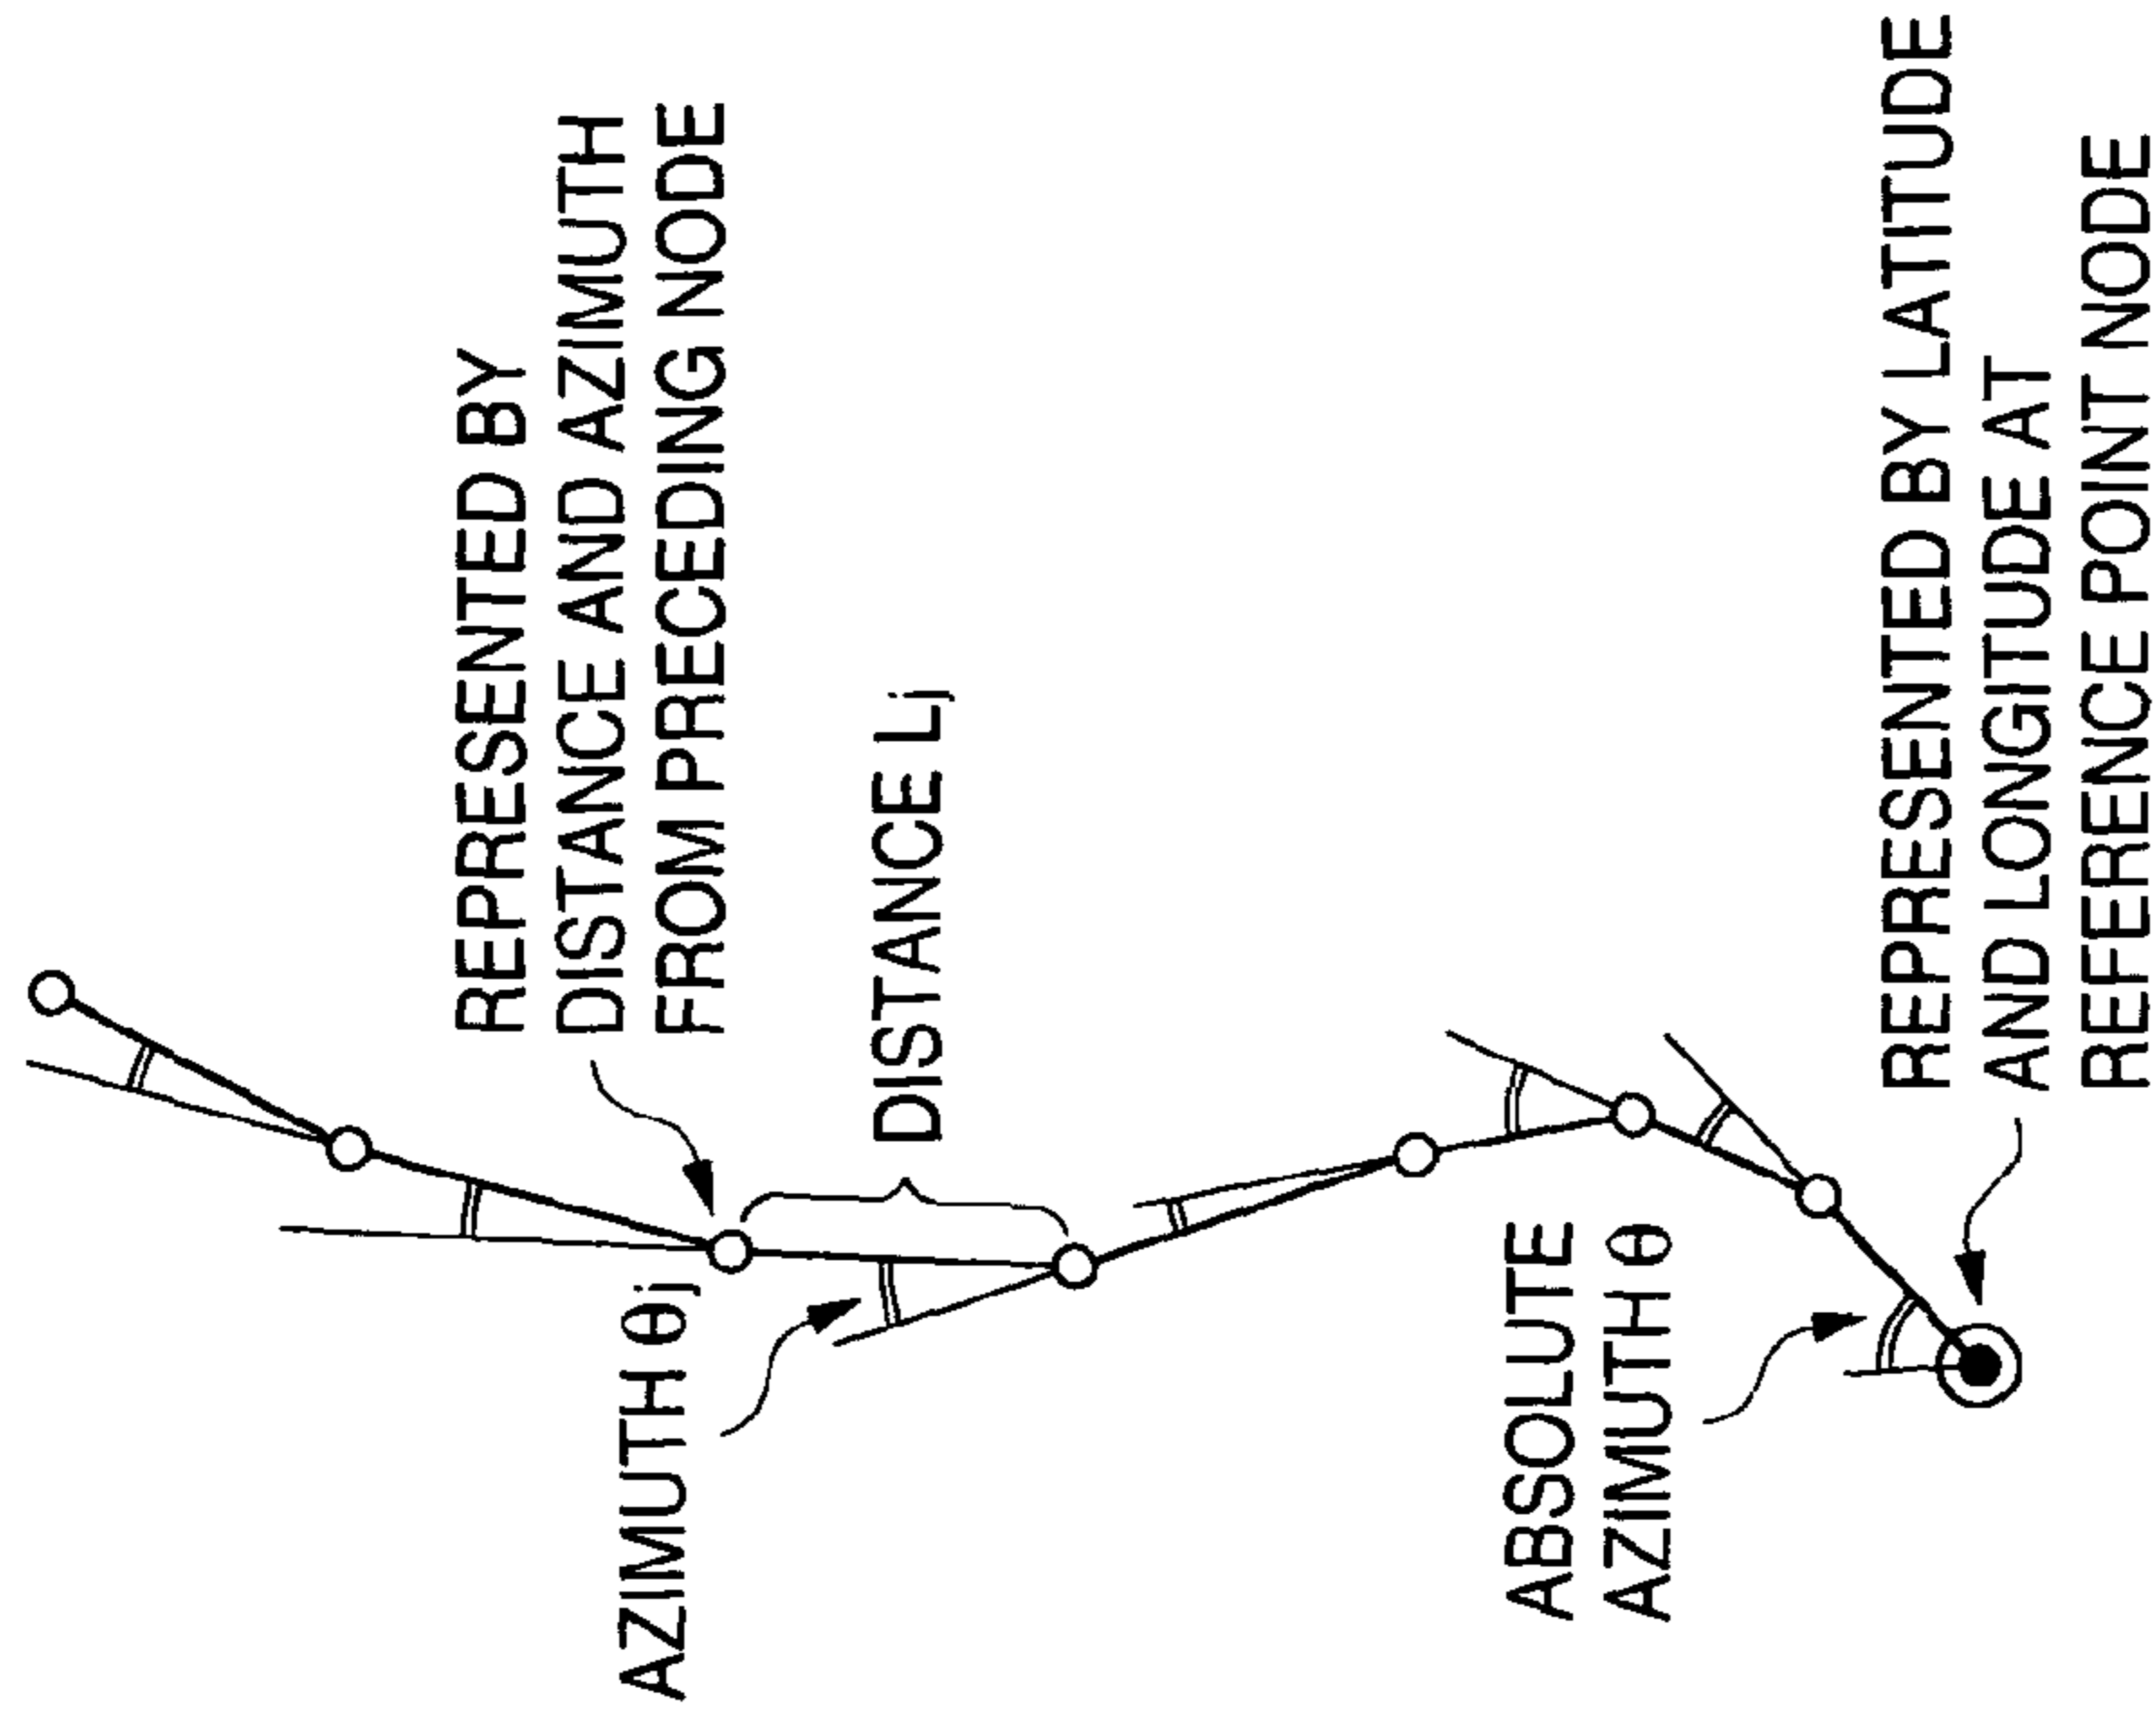 REPRESENTED BY
DISTANCE AND AZIMUTH
FROM PRECEDING NODE
AZIMUTH θj
DISTANCE Lj
ABSOLUTE
AZIMUTH θ
REPRESENTED BY LATITUDE
AND LONGITUDE AT
REFERENCE POINT NODE